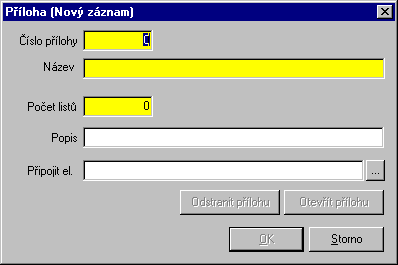 Příloha (Nový záznam)
Číslo přílohy 0
Název
Počet listů 0
Popis
Připojit el. ...
Odstranit přílohu Otevřít přílohu
OK Storno